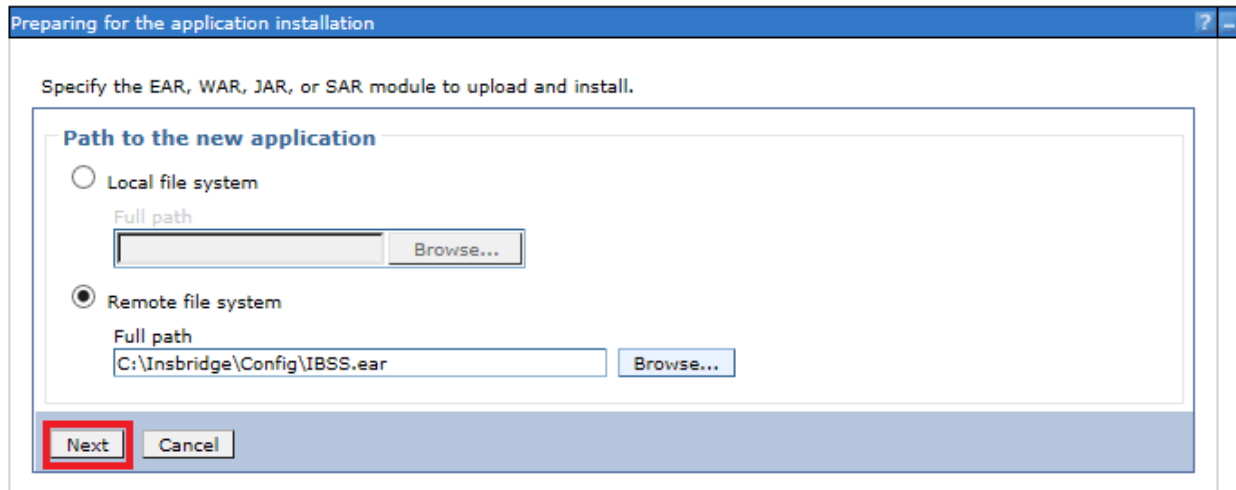 Preparing for the application installation ? –
Specify the EAR, WAR, JAR, or SAR module to upload and install.
Path to the new application
Local file system
Full path
Browse...
Remote file system
Full path
C:\Insbridge\Config\IBSS.ear Browse...
Next Cancel